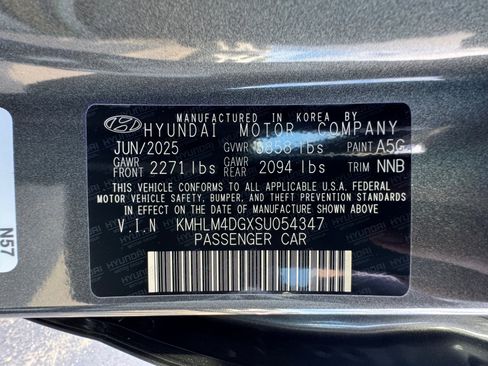 MANUFACTURED IN KOREA BY
HYUNDAI MOTOR COMPANY
JUN/2025 GVWR 3858 lbs PAINT A5G
GAWR FRONT 2271 lbs GAWR REAR 2094 lbs TRIM NNB
THIS VEHICLE CONFORMS TO ALL APPLICABLE U.S.A. FEDERAL
MOTOR VEHICLE SAFETY, BUMPER, AND THEFT PREVENTION STANDARDS
IN EFFECT ON THE DATE OF MANUFACTURE SHOWN ABOVE.
V.I.N KMHLM4DGXSU054347
PASSENGER CAR
N57